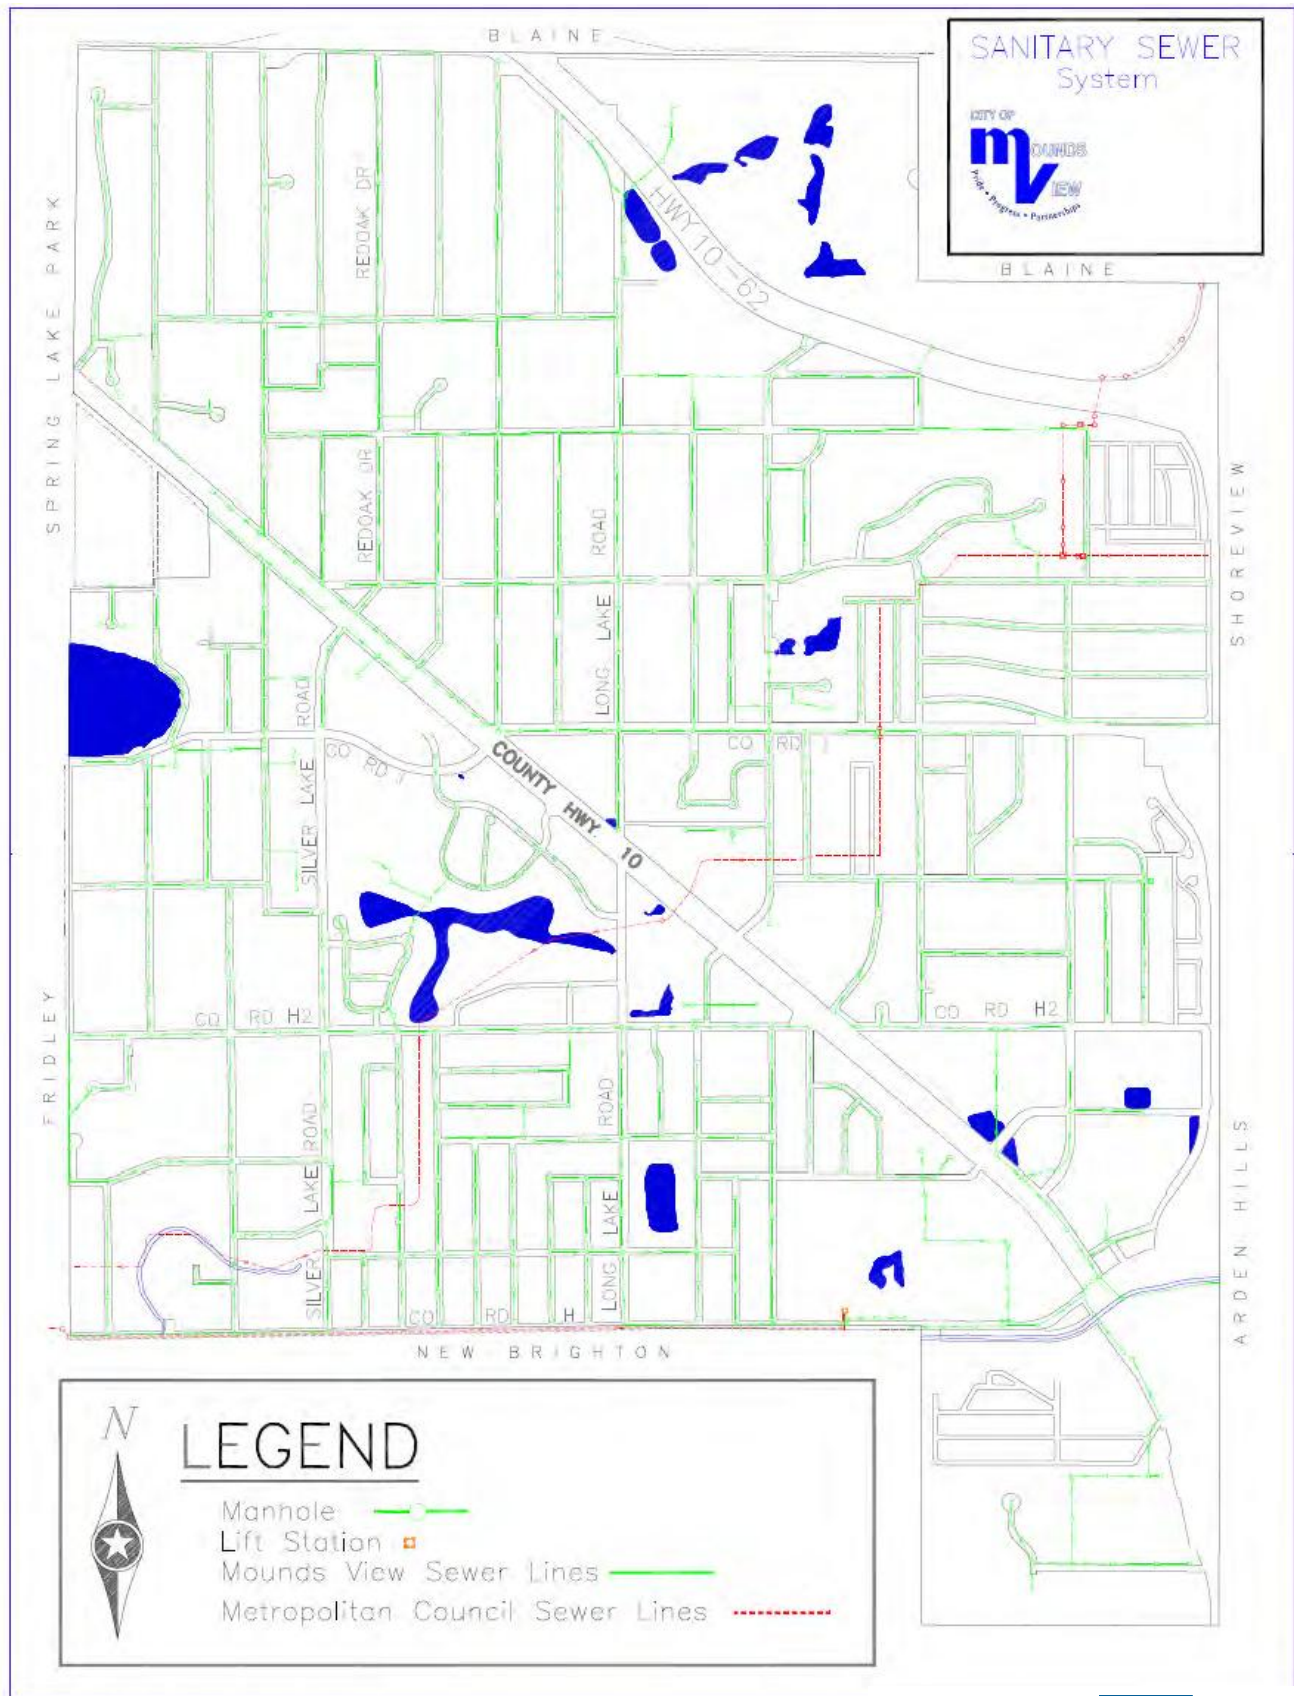 BLAINE
SANITARY SEWER
System
CITY OF
mOUNDS
VIEW
Pride • Progress • Partnerships
SPRING LAKE PARK
REDOAK DR
HWY 10-62
BLAINE
REDOAK DR
LONG LAKE ROAD
SHOREVIEW
SILVER LAKE ROAD
CO RD I
COUNTY HWY. 10
CO RD I
FRIDLEY
CO RD H2
CO RD H2
SILVER LAKE ROAD
LONG LAKE ROAD
ARDEN HILLS
CO RD H
NEW BRIGHTON
N
LEGEND
Manhole
Lift Station
Mounds View Sewer Lines
Metropolitan Council Sewer Lines